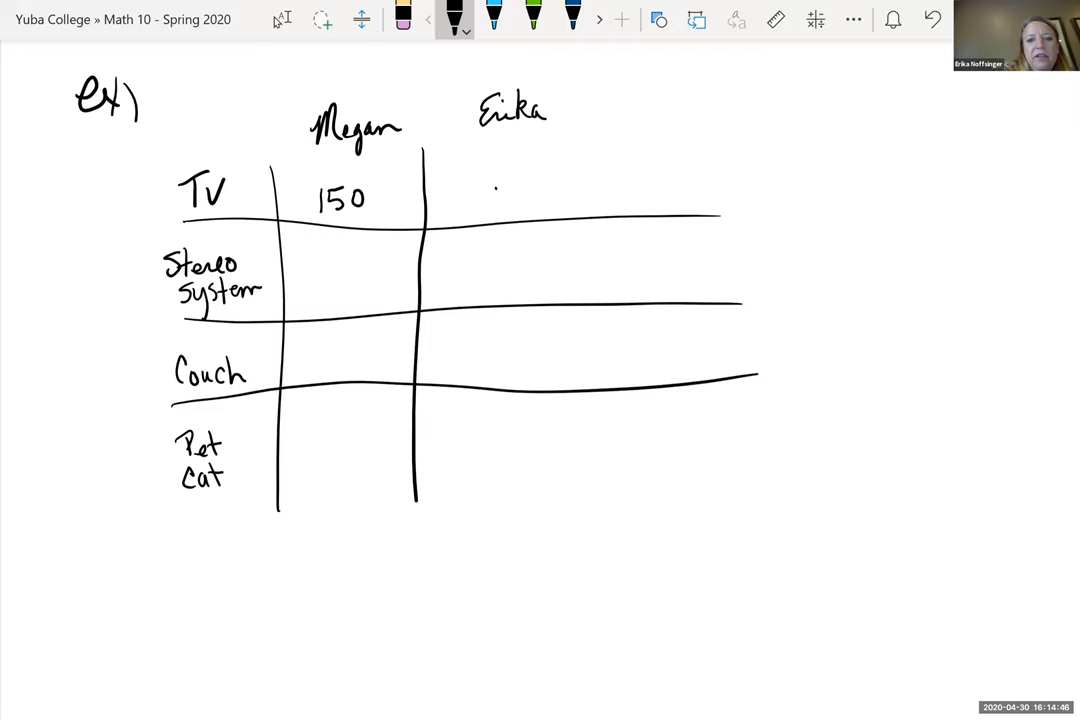 Yuba College » Math 10 - Spring 2020
Erika Noffsinger
ex)
Megan Erika
TV 150
Stereo
System
Couch
Pet
Cat
2020-04-30 16:14:46